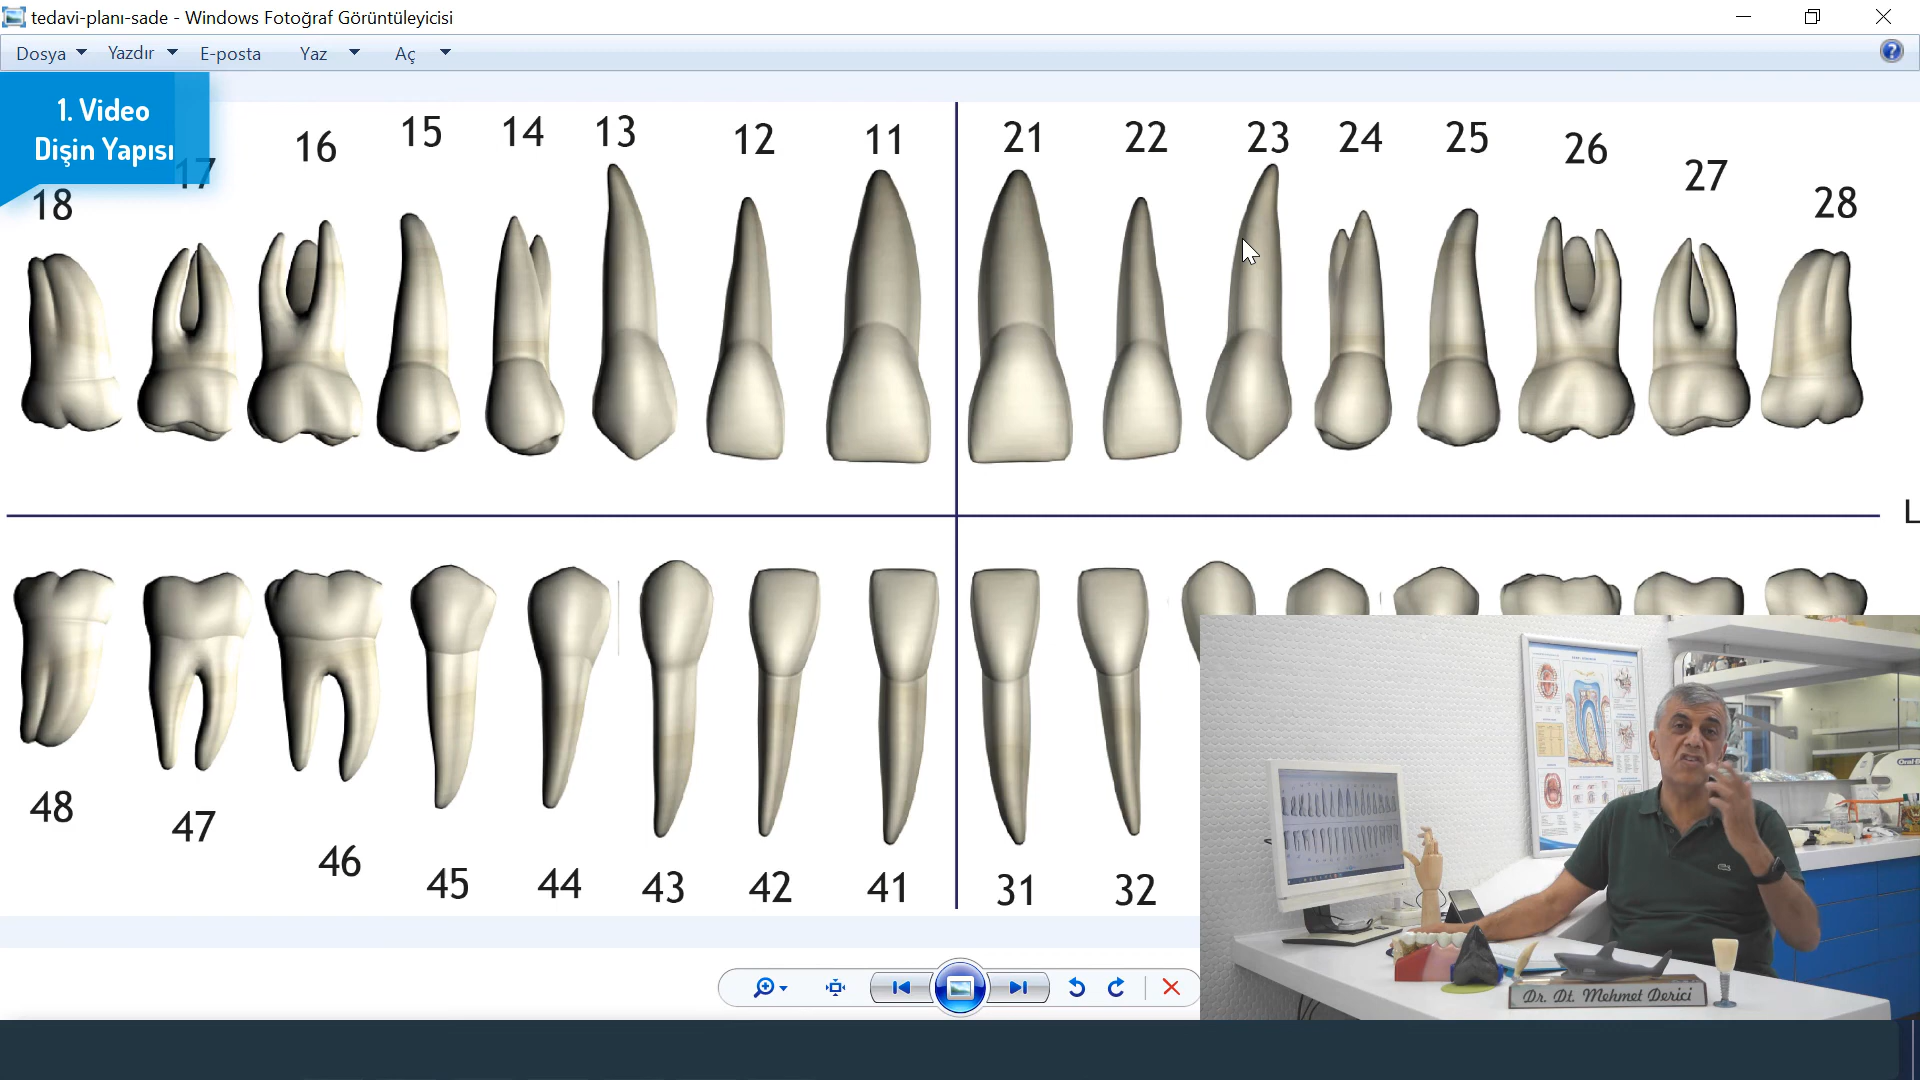 tedavi-planı-sade - Windows Fotoğraf Görüntüleyicisi
Dosya Yazdır E-posta Yaz Aç
1. Video
Dişin Yapısı
18 17 16 15 14 13 12 11 21 22 23 24 25 26 27 28
L
48 47 46 45 44 43 42 41 31 32
Oral-B
Dr. Dt. Mehmet Derici